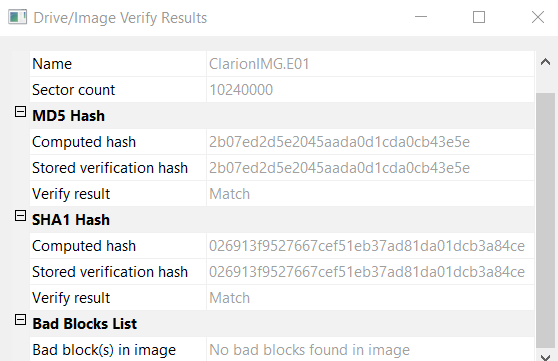 Drive/Image Verify Results
Name ClarionIMG.E01
Sector count 10240000
MD5 Hash
Computed hash 2b07ed2d5e2045aada0d1cda0cb43e5e
Stored verification hash 2b07ed2d5e2045aada0d1cda0cb43e5e
Verify result Match
SHA1 Hash
Computed hash 026913f9527667cef51eb37ad81da01dcb3a84ce
Stored verification hash 026913f9527667cef51eb37ad81da01dcb3a84ce
Verify result Match
Bad Blocks List
Bad block(s) in image No bad blocks found in image